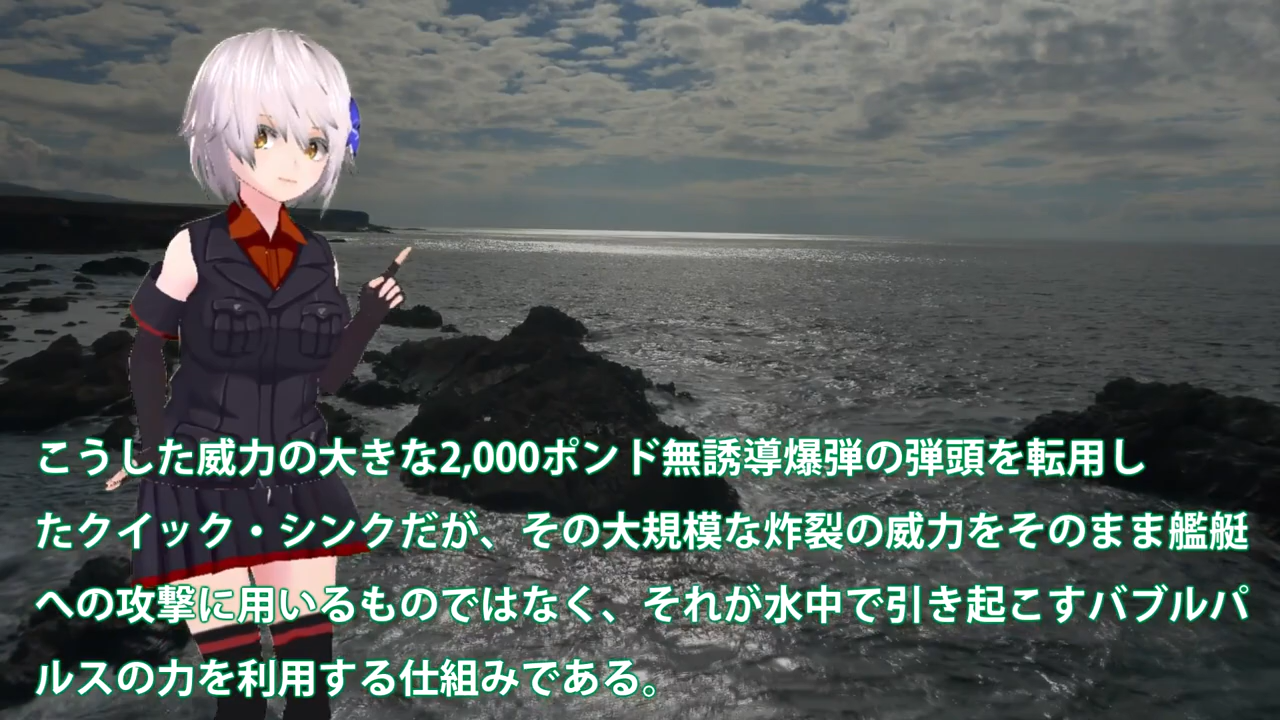 こうした威力の大きな2,000ポンド無誘導爆弾の弾頭を転用し
たクイック・シンクだが、その大規模な炸裂の威力をそのまま艦艇
への攻撃に用いるものではなく、それが水中で引き起こすバブルパ
ルスの力を利用する仕組みである。